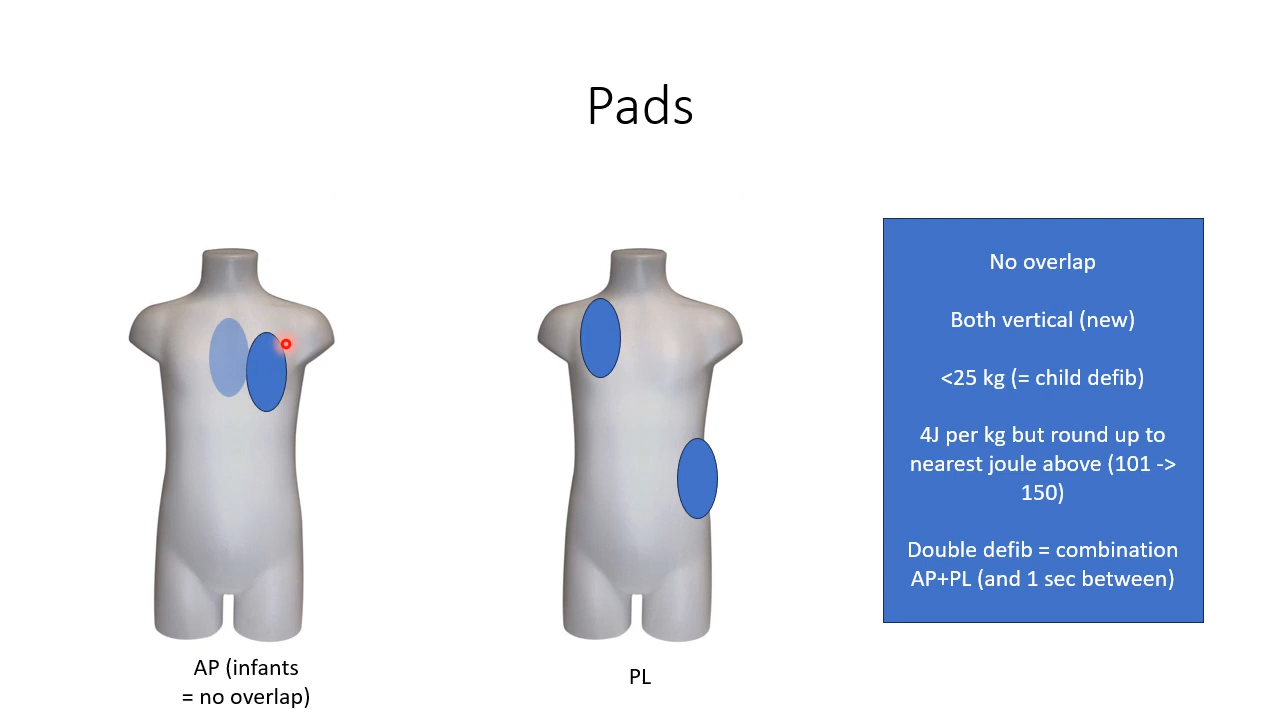 Pads
No overlap
Both vertical (new)
<25 kg (= child defib)
4J per kg but round up to
nearest joule above (101 ->
150)
Double defib = combination
AP+PL (and 1 sec between)
AP (infants
= no overlap)
PL